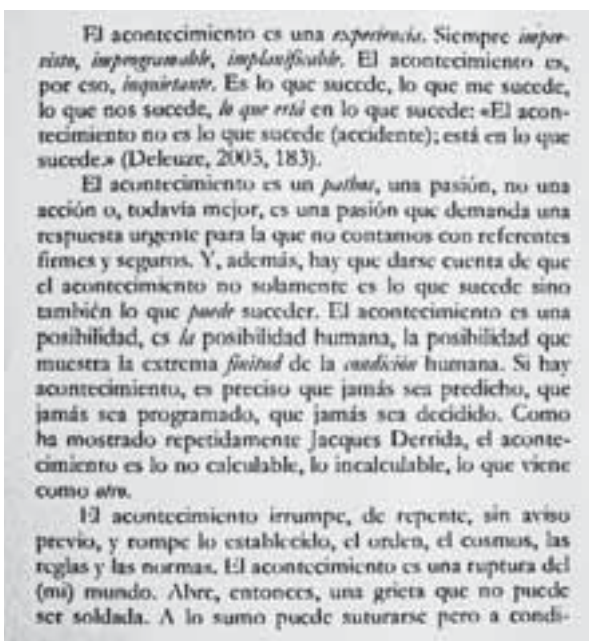 El acontecimiento es una experiencia. Siempre impre-
visto, improgramable, implanificable. El acontecimiento es,
por eso, inquietante. Es lo que sucede, lo que me sucede,
lo que nos sucede, lo que está en lo que sucede: «El acon-
tecimiento no es lo que sucede (accidente); está en lo que
sucede.» (Deleuze, 2005, 183).
El acontecimiento es un pathos, una pasión, no una
acción o, todavía mejor, es una pasión que demanda una
respuesta urgente para la que no contamos con referentes
firmes y seguros. Y, además, hay que darse cuenta de que
el acontecimiento no solamente es lo que sucede sino
también lo que puede suceder. El acontecimiento es una
posibilidad, es la posibilidad humana, la posibilidad que
muestra la extrema finitud de la condición humana. Si hay
acontecimiento, es preciso que jamás sea predicho, que
jamás sea programado, que jamás sea decidido. Como
ha mostrado repetidamente Jacques Derrida, el aconte-
cimiento es lo no calculable, lo incalculable, lo que viene
como otro.
El acontecimiento irrumpe, de repente, sin aviso
previo, y rompe lo establecido, el orden, el cosmos, las
reglas y las normas. El acontecimiento es una ruptura del
(mi) mundo. Abre, entonces, una grieta que no puede
ser soldada. A lo sumo puede suturarse pero a condi-